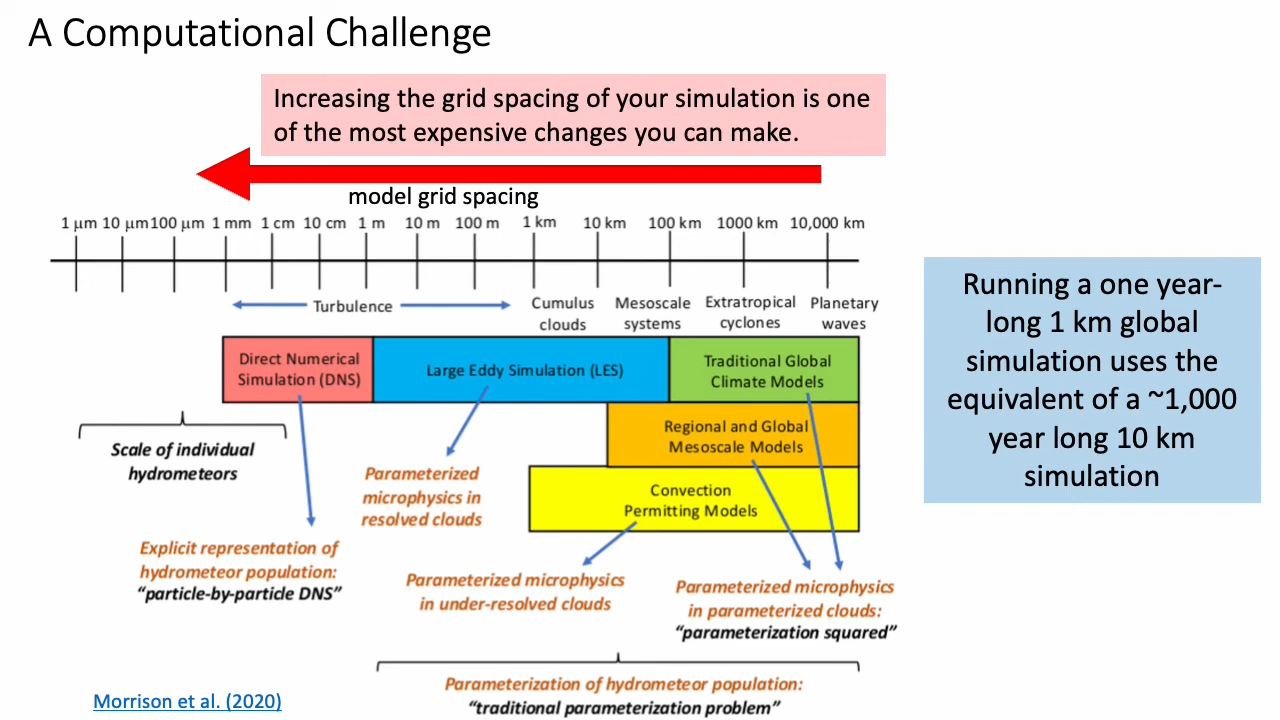 A Computational Challenge
Increasing the grid spacing of your simulation is one
of the most expensive changes you can make.
model grid spacing
1 μm 10 μm 100 μm 1 mm 1 cm 10 cm 1 m 10 m 100 m 1 km 10 km 100 km 1000 km 10,000 km
Turbulence
Cumulus
clouds
Mesoscale
systems
Extratropical
cyclones
Planetary
waves
Direct Numerical
Simulation (DNS)
Large Eddy Simulation (LES)
Traditional Global
Climate Models
Regional and Global
Mesoscale Models
Convection
Permitting Models
Scale of individual
hydrometeors
Parameterized
microphysics in
resolved clouds
Explicit representation of
hydrometeor population:
“particle-by-particle DNS”
Parameterized microphysics
in under-resolved clouds
Parameterized microphysics
in parameterized clouds:
“parameterization squared”
Parameterization of hydrometeor population:
“traditional parameterization problem”
Morrison et al. (2020)
Running a one year-
long 1 km global
simulation uses the
equivalent of a ~1,000
year long 10 km
simulation